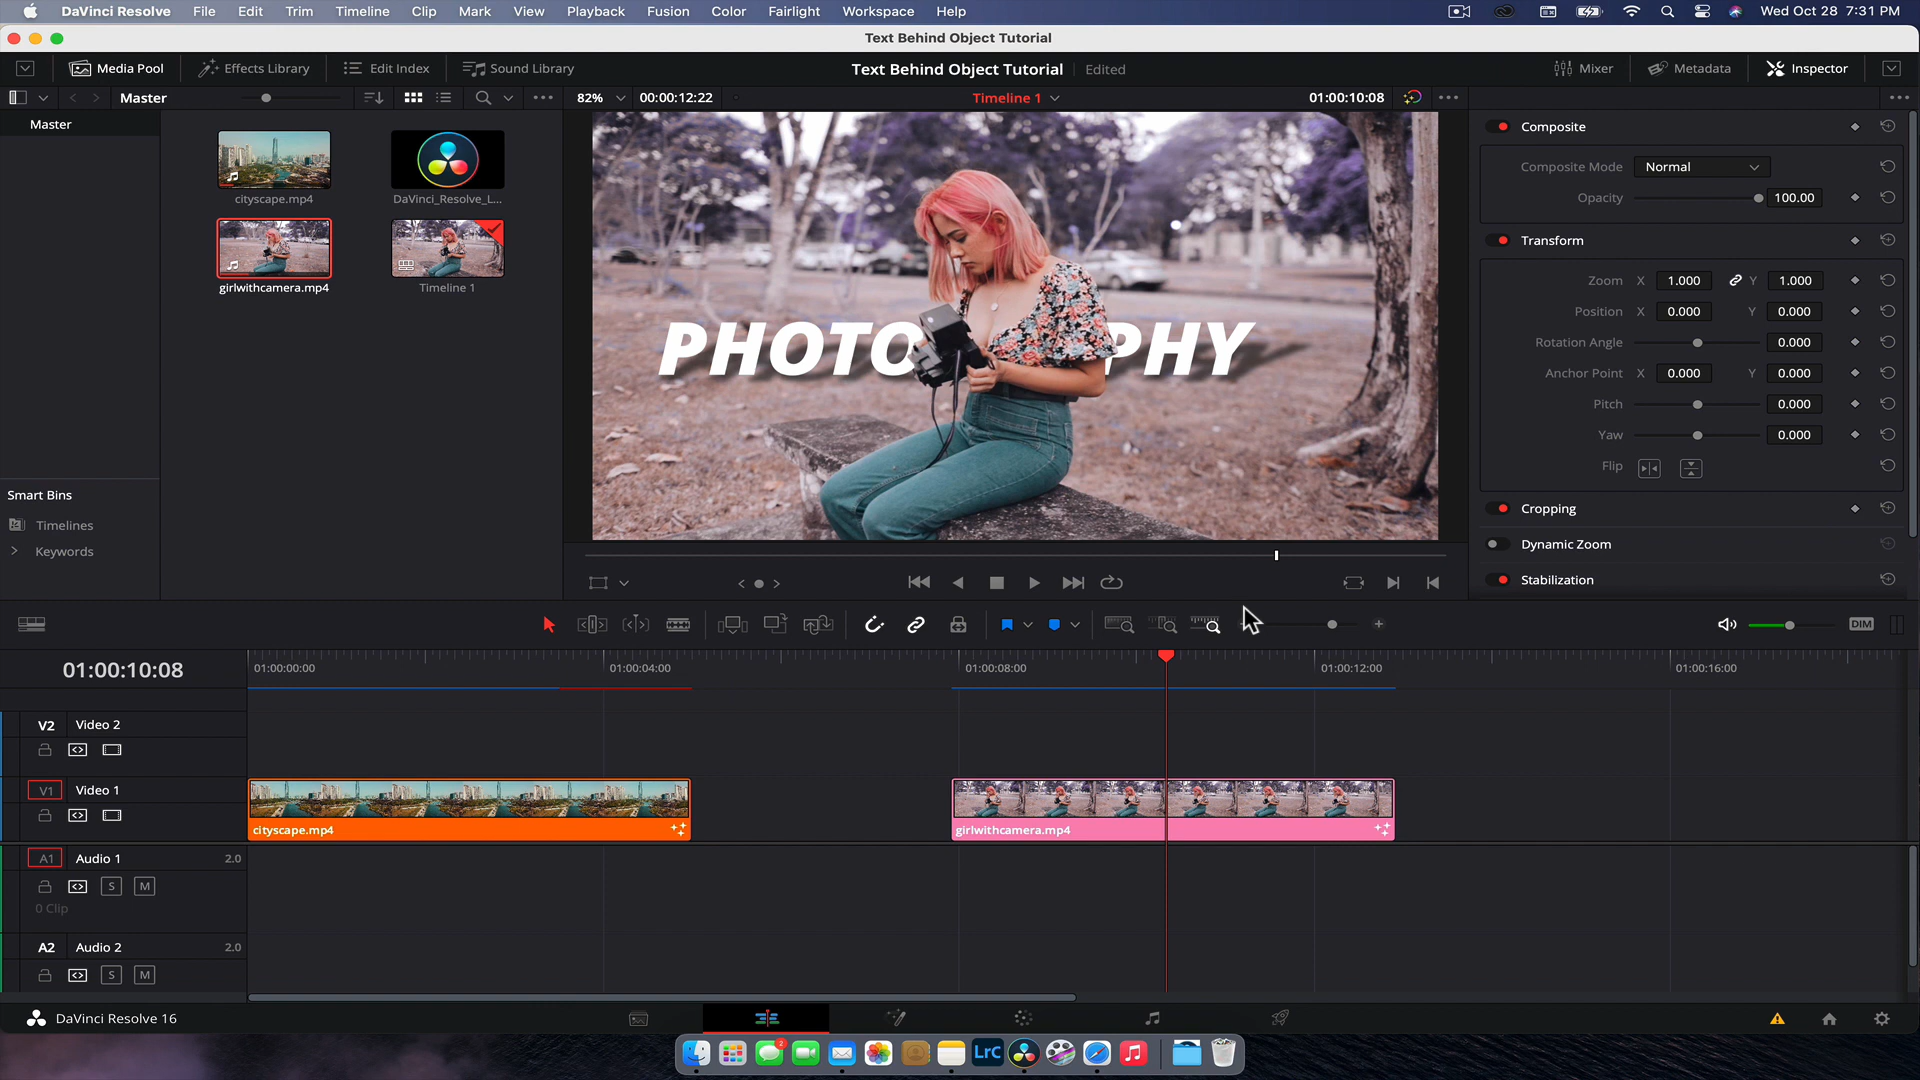 DaVinci Resolve File Edit Trim Timeline Clip Mark View Playback Fusion Color Fairlight Workspace Help Wed Oct 28 7:31 PM
Text Behind Object Tutorial
Media Pool Effects Library Edit Index Sound Library Text Behind Object Tutorial Edited Mixer Metadata Inspector
Master 82% 00:00:12:22 Timeline 1 01:00:10:08
Master
cityscape.mp4 DaVinci_Resolve_L...
girlwithcamera.mp4 Timeline 1
Smart Bins
Timelines
Keywords
PHOTO PHY
Composite
Composite Mode Normal
Opacity 100.00
Transform
Zoom X 1.000 Y 1.000
Position X 0.000 Y 0.000
Rotation Angle 0.000
Anchor Point X 0.000 Y 0.000
Pitch 0.000
Yaw 0.000
Flip
Cropping
Dynamic Zoom
Stabilization
DIM
01:00:10:08 01:00:00:00 01:00:04:00 01:00:08:00 01:00:12:00 01:00:16:00
V2 Video 2
V1 Video 1
cityscape.mp4 girlwithcamera.mp4
A1 Audio 1 2.0
S M
0 Clip
A2 Audio 2 2.0
S M
DaVinci Resolve 16
2
LrC